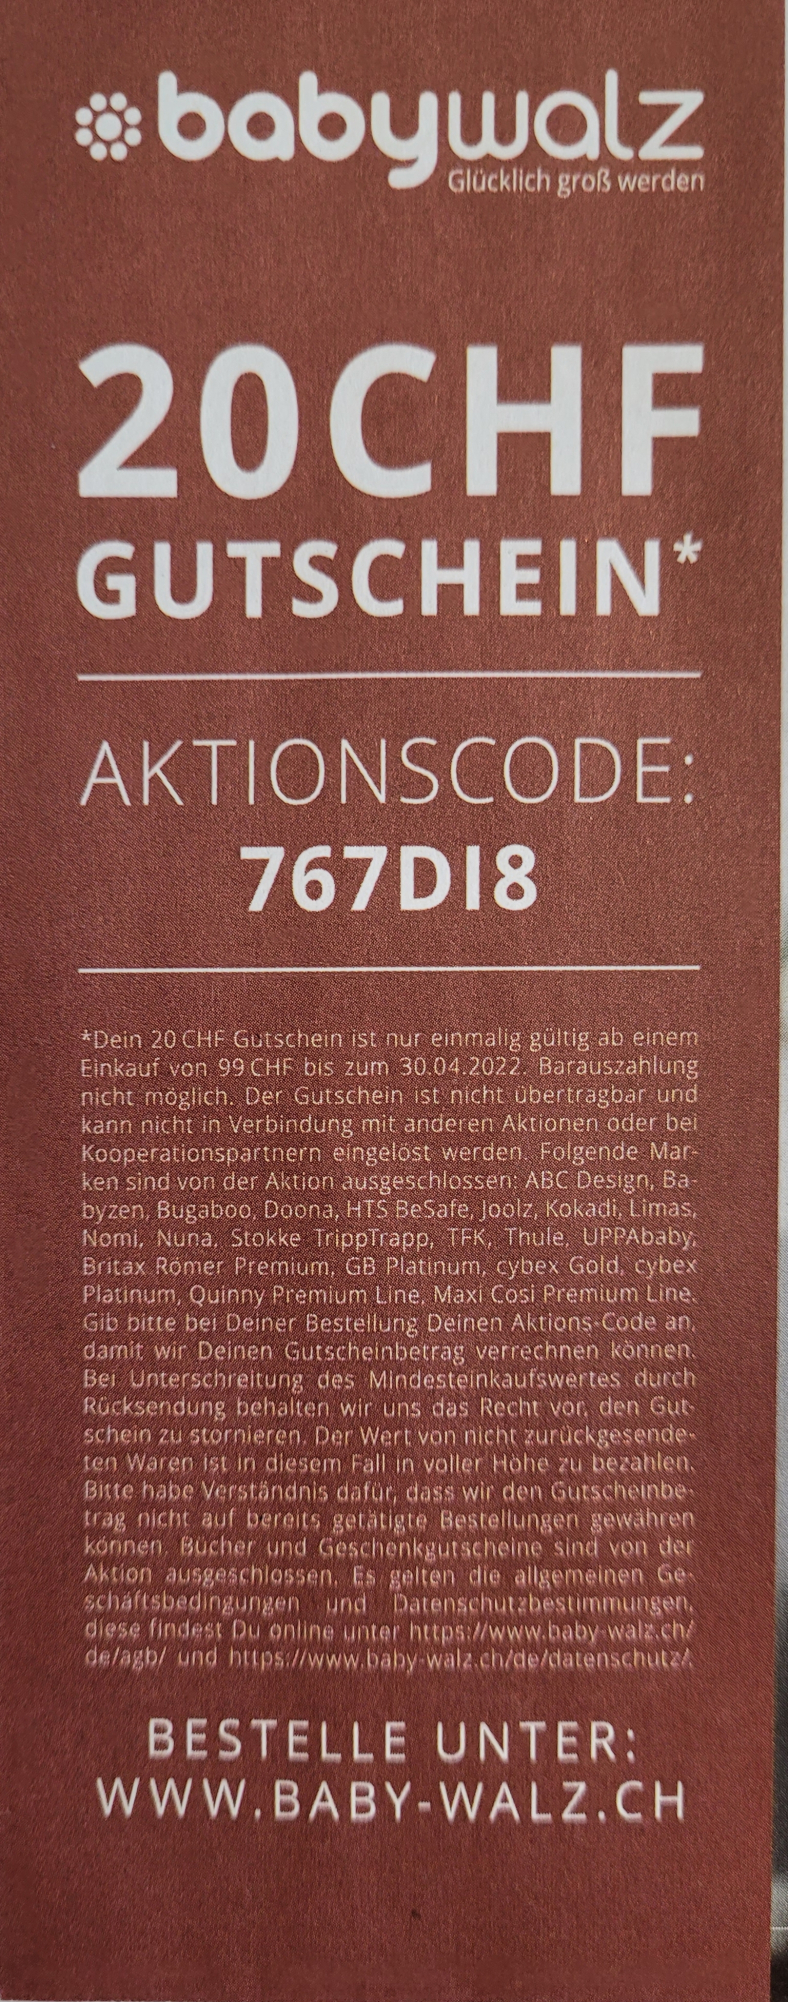 babywalz
Glücklich groß werden
20 CHF
GUTSCHEIN*
AKTIONSCODE:
767DI8
*Dein 20 CHF Gutschein ist nur einmalig gültig ab einem
Einkauf von 99 CHF bis zum 30.04.2022. Barauszahlung
nicht möglich. Der Gutschein ist nicht übertragbar und
kann nicht in Verbindung mit anderen Aktionen oder bei
Kooperationspartnern eingelöst werden. Folgende Mar-
ken sind von der Aktion ausgeschlossen: ABC Design, Ba-
byzen, Bugaboo, Doona, HTS BeSafe, Joolz, Kokadi, Limas,
Nomi, Nuna, Stokke TrippTrapp, TFK, Thule, UPPAbaby,
Britax Römer Premium, GB Platinum, cybex Gold, cybex
Platinum, Quinny Premium Line, Maxi Cosi Premium Line.
Gib bitte bei Deiner Bestellung Deinen Aktions-Code an,
damit wir Deinen Gutscheinbetrag verrechnen können.
Bei Unterschreitung des Mindesteinkaufswertes durch
Rücksendung behalten wir uns das Recht vor, den Gut-
schein zu stornieren. Der Wert von nicht zurückgesende-
ten Waren ist in diesem Fall in voller Höhe zu bezahlen.
Bitte habe Verständnis dafür, dass wir den Gutscheinbe-
trag nicht auf bereits getätigte Bestellungen gewähren
können. Bücher und Geschenkgutscheine sind von der
Aktion ausgeschlossen. Es gelten die allgemeinen Ge-
schäftsbedingungen und Datenschutzbestimmungen,
diese findest Du online unter https://www.baby-walz.ch/
de/agb/ und https://www.baby-walz.ch/de/datenschutz/.
BESTELLE UNTER:
WWW.BABY-WALZ.CH